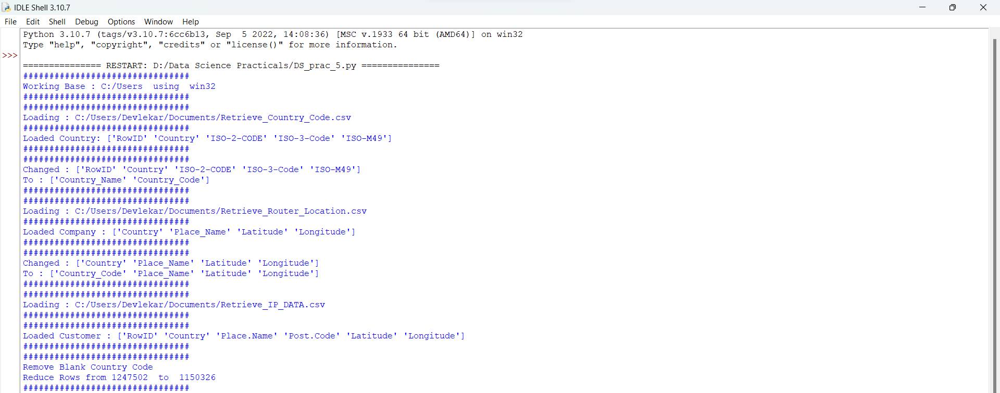 IDLE Shell 3.10.7
File Edit Shell Debug Options Window Help
Python 3.10.7 (tags/v3.10.7:6cc6b13, Sep  5 2022, 14:08:36) [MSC v.1933 64 bit (AMD64)] on win32
Type "help", "copyright", "credits" or "license()" for more information.
>>>
=============== RESTART: D:/Data Science Practicals/DS_prac_5.py ===============
################################
Working Base : C:/Users  using  win32
################################
################################
Loading : C:/Users/Devlekar/Documents/Retrieve_Country_Code.csv
################################
Loaded Country: ['RowID' 'Country' 'ISO-2-CODE' 'ISO-3-Code' 'ISO-M49']
################################
################################
Changed : ['RowID' 'Country' 'ISO-2-CODE' 'ISO-3-Code' 'ISO-M49']
To : ['Country_Name' 'Country_Code']
################################
################################
Loading : C:/Users/Devlekar/Documents/Retrieve_Router_Location.csv
################################
Loaded Company : ['Country' 'Place_Name' 'Latitude' 'Longitude']
################################
################################
Changed : ['Country' 'Place_Name' 'Latitude' 'Longitude']
To : ['Country_Code' 'Place_Name' 'Latitude' 'Longitude']
################################
################################
Loading : C:/Users/Devlekar/Documents/Retrieve_IP_DATA.csv
################################
################################
Loaded Customer : ['RowID' 'Country' 'Place.Name' 'Post.Code' 'Latitude' 'Longitude']
################################
################################
Remove Blank Country Code
Reduce Rows from 1247502  to  1150326
################################